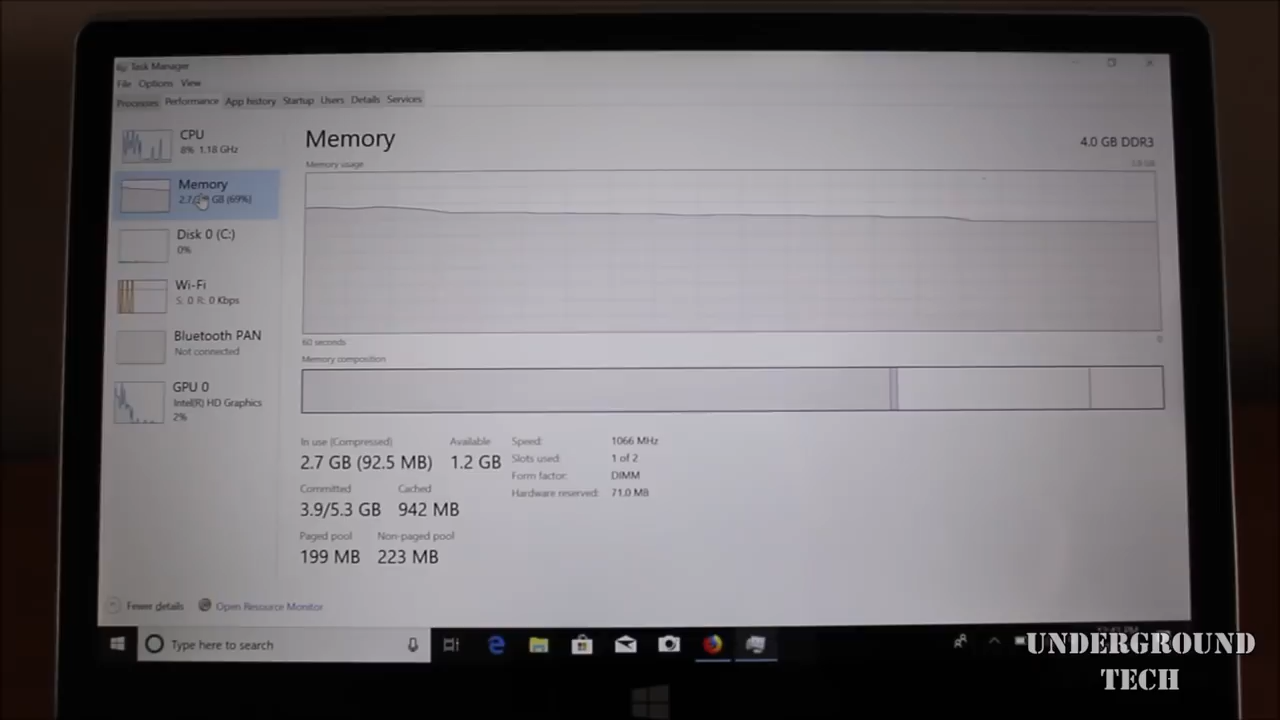 Task Manager
File Options View
Processes Performance App history Startup Users Details Services
CPU
8% 1.18 GHz
Memory
GB (69%)
Disk 0 (C:)
0%
Wi-Fi
S: 0 R: 0 Kbps
Bluetooth PAN
Not connected
GPU 0
Intel(R) HD Graphics
2%
Memory
4.0 GB DDR3
Memory usage
60 seconds
0
Memory composition
In use (Compressed)
2.7 GB (92.5 MB)
Available
1.2 GB
Committed
3.9/5.3 GB
Cached
942 MB
Paged pool
199 MB
Non-paged pool
223 MB
Speed: 1066 MHz
Slots used: 1 of 2
Form factor: DIMM
Hardware reserved: 71.0 MB
Fewer details
Open Resource Monitor
Type here to search
UNDERGROUND
TECH